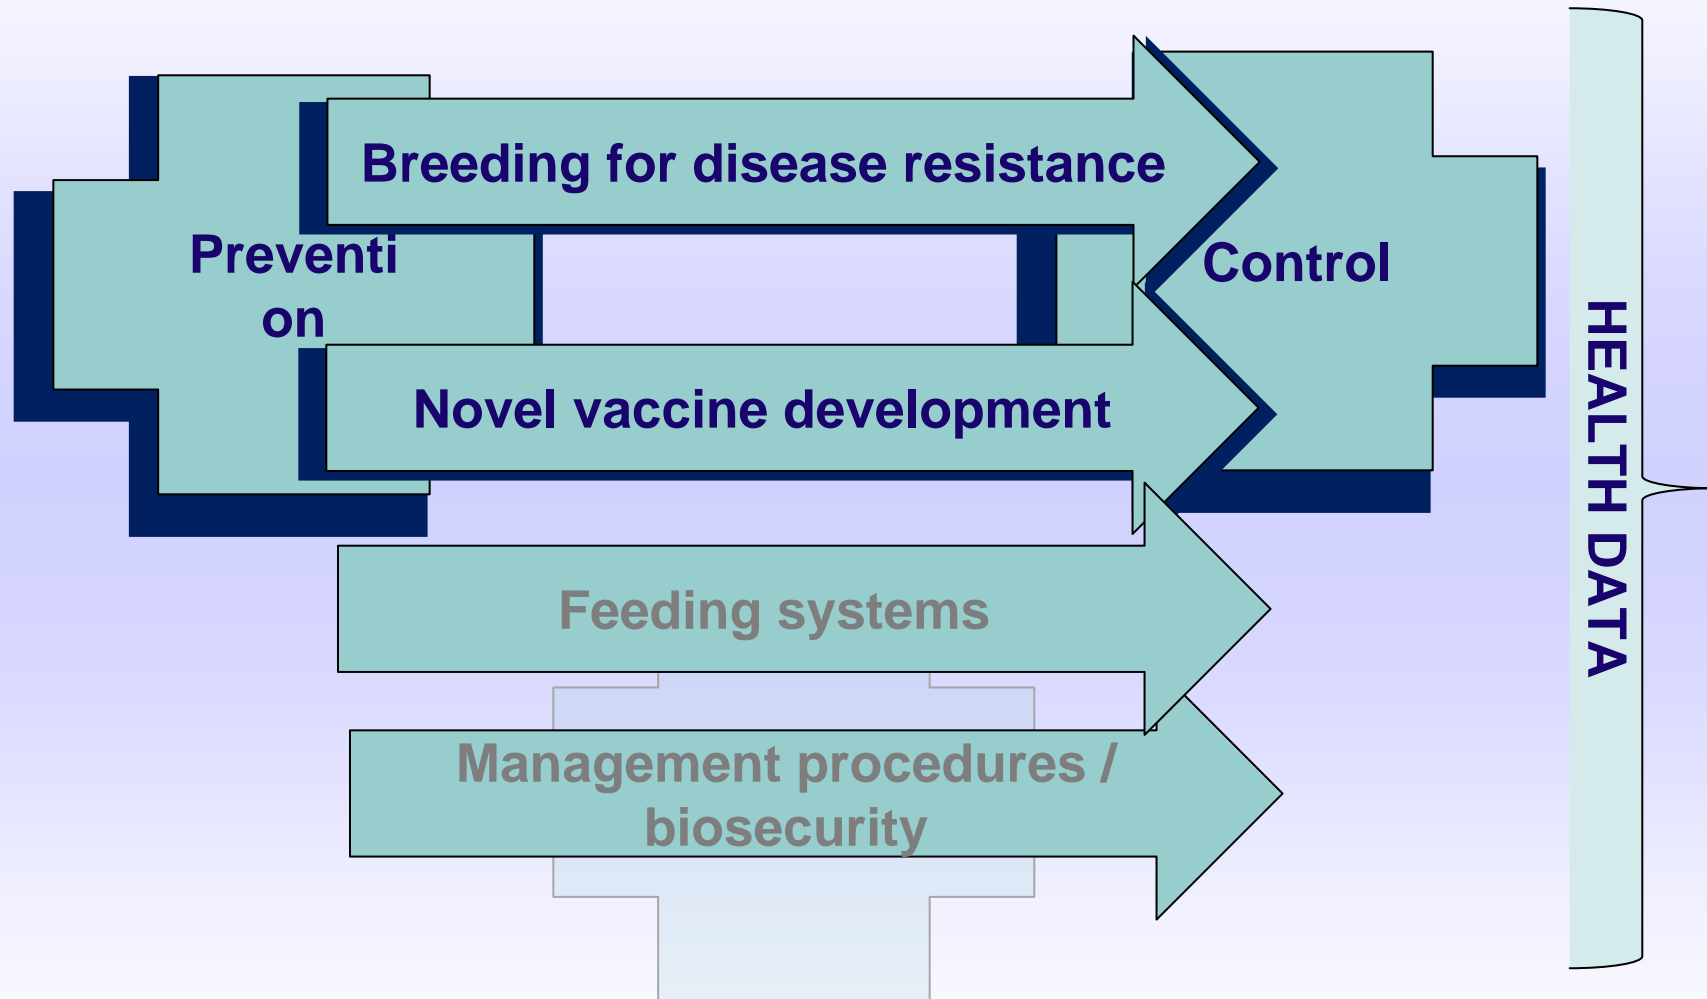 Breeding for disease resistance
Preventi
on
Control
Novel vaccine development
Feeding systems
Management procedures /
biosecurity
HEALTH DATA